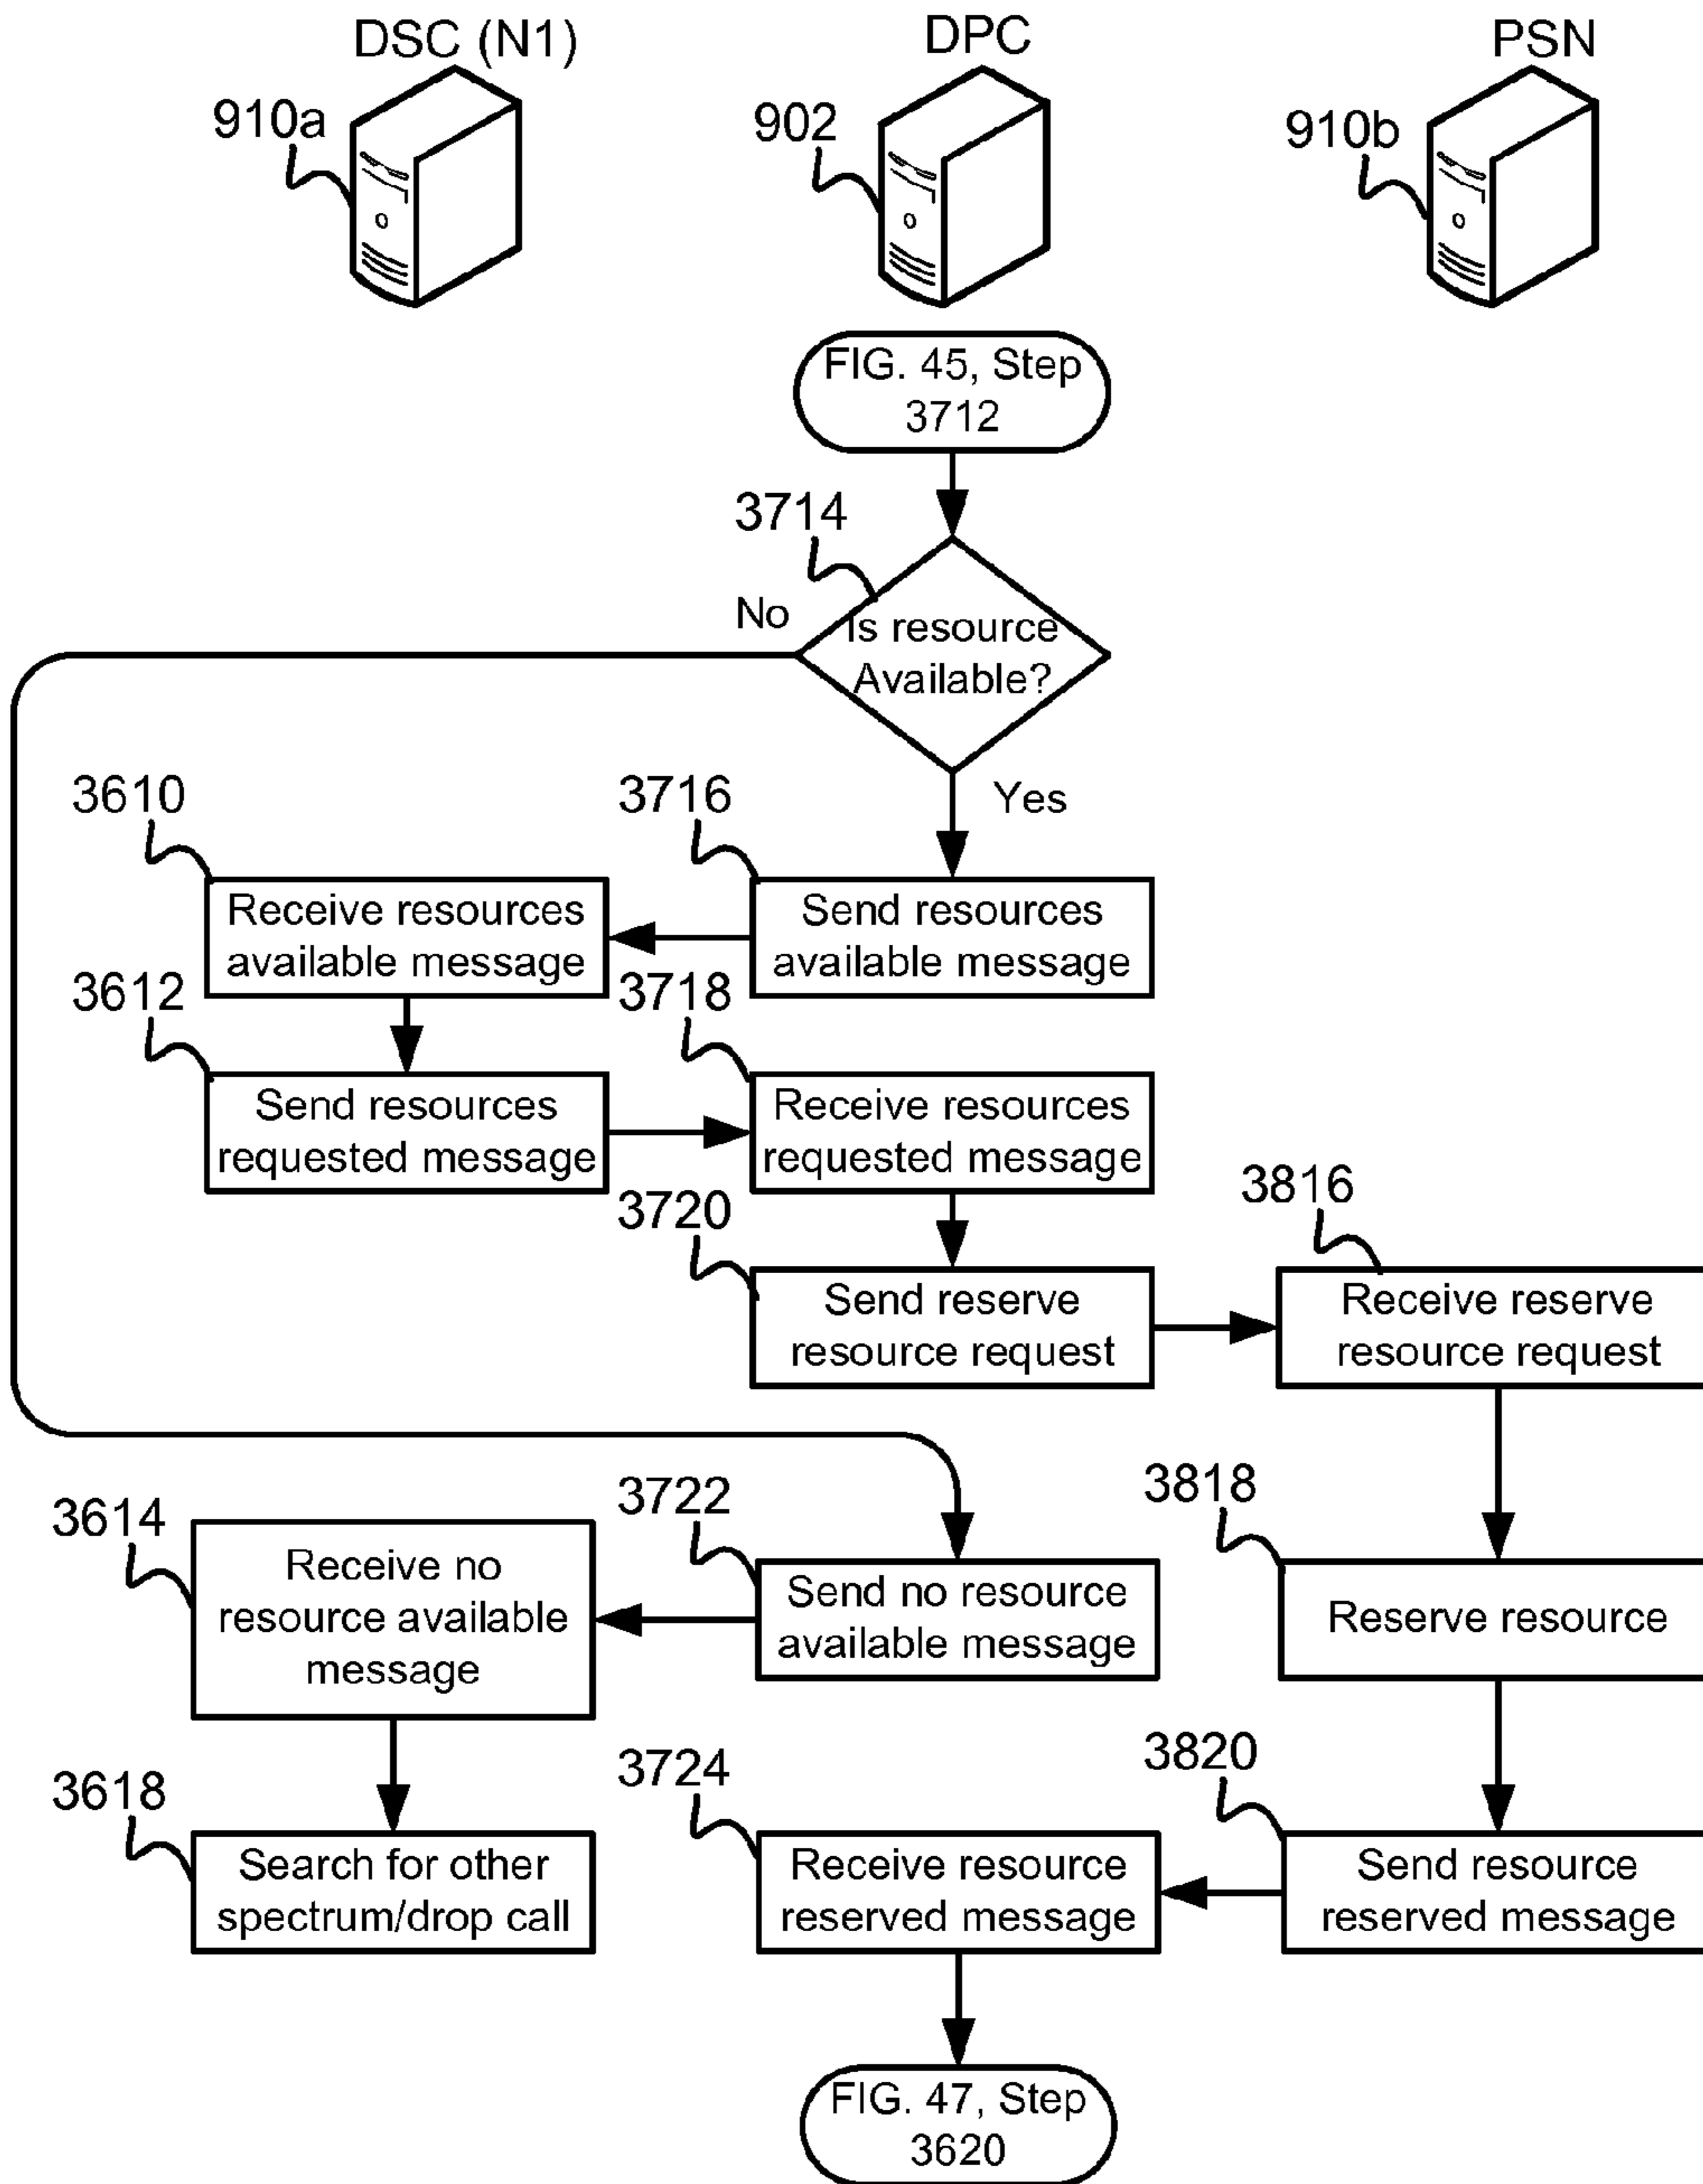 DSC (N1)
DPC
PSN
910a
902
910b
FIG. 45, Step
3712
3714
No
Is resource
Available?
Yes
3610
3716
Receive resources
available message
Send resources
available message
3612
3718
Send resources
requested message
Receive resources
requested message
3720
3816
Send reserve
resource request
Receive reserve
resource request
3614
3722
3818
Receive no
resource available
message
Send no resource
available message
Reserve resource
3618
3724
3820
Search for other
spectrum/drop call
Receive resource
reserved message
Send resource
reserved message
FIG. 47, Step
3620